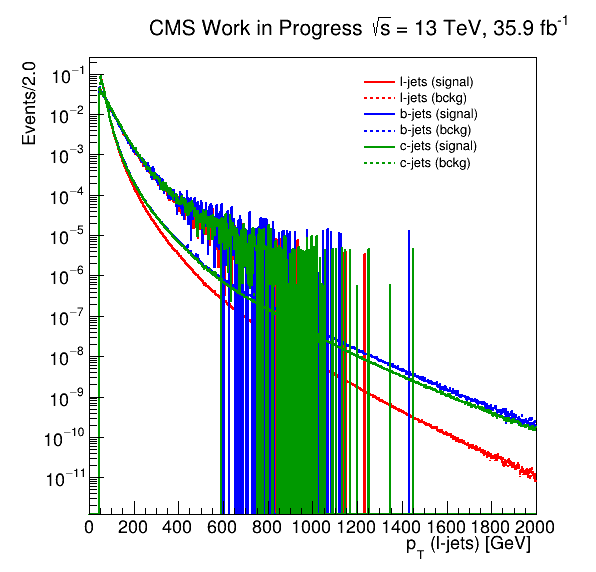 CMS Work in Progress √s = 13 TeV, 35.9 fb⁻¹
Events/2.0
l-jets (signal)
l-jets (bckg)
b-jets (signal)
b-jets (bckg)
c-jets (signal)
c-jets (bckg)
10⁻¹
10⁻²
10⁻³
10⁻⁴
10⁻⁵
10⁻⁶
10⁻⁷
10⁻⁸
10⁻⁹
10⁻¹⁰
10⁻¹¹
0 200 400 600 800 1000 1200 1400 1600 1800 2000
p_T (l-jets) [GeV]